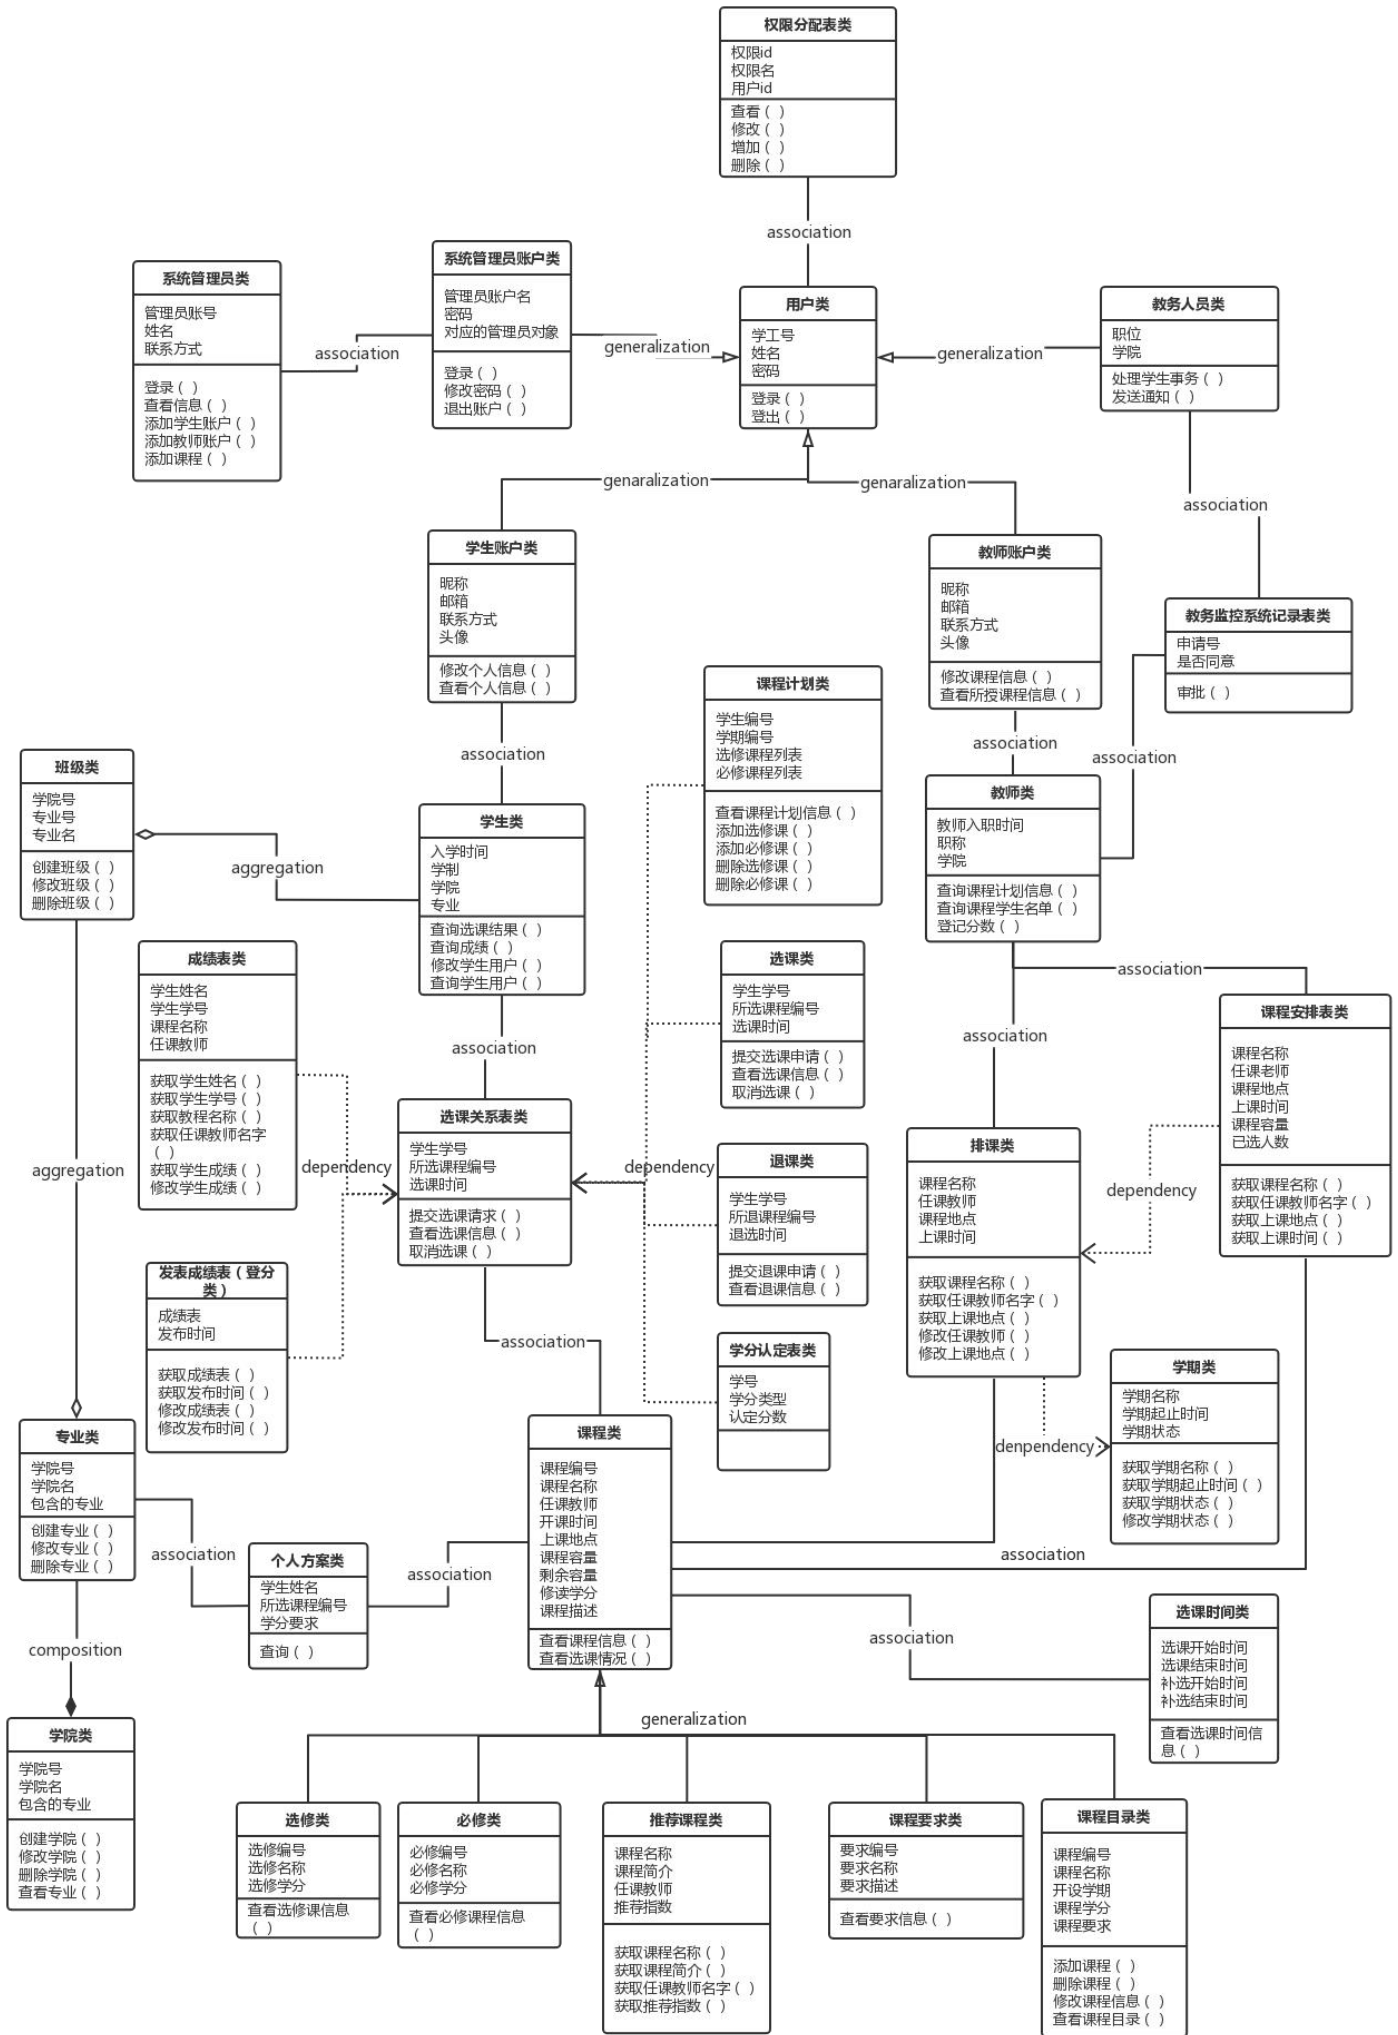 权限分配表类
权限id
权限名
用户id
查看（ ）
修改（ ）
增加（ ）
删除（ ）
association
系统管理员类
管理员账号
姓名
联系方式
登录（ ）
查看信息（ ）
添加学生账户（ ）
添加教师账户（ ）
添加课程（ ）
association
系统管理员账户类
管理员账户名
密码
对应的管理员对象
登录（ ）
修改密码（ ）
退出账户（ ）
generalization
用户类
学工号
姓名
密码
登录（ ）
登出（ ）
generalization
教务人员类
职位
学院
处理学生事务（ ）
发送通知（ ）
association
genaralization
genaralization
学生账户类
昵称
邮箱
联系方式
头像
修改个人信息（ ）
查看个人信息（ ）
association
教师账户类
昵称
邮箱
联系方式
头像
修改课程信息（ ）
查看所授课程信息（ ）
association
教务监控系统记录表类
申请号
是否同意
审批（ ）
association
课程计划类
学生编号
学期编号
选修课程列表
必修课程列表
查看课程计划信息（ ）
添加选修课（ ）
添加必修课（ ）
删除选修课（ ）
删除必修课（ ）
班级类
学院号
专业号
专业名
创建班级（ ）
修改班级（ ）
删除班级（ ）
aggregation
学生类
入学时间
学制
学院
专业
查询选课结果（ ）
查询成绩（ ）
修改学生用户（ ）
查询学生用户（ ）
association
教师类
教师入职时间
职称
学院
查询课程计划信息（ ）
查询课程学生名单（ ）
登记分数（ ）
association
association
成绩表类
学生姓名
学生学号
课程名称
任课教师
获取学生姓名（ ）
获取学生学号（ ）
获取教程名称（ ）
获取任课教师名字
（ ）
获取学生成绩（ ）
修改学生成绩（ ）
aggregation
dependency
选课关系表类
学生学号
所选课程编号
选课时间
提交选课请求（ ）
查看选课信息（ ）
取消选课（ ）
dependency
选课类
学生学号
所选课程编号
选课时间
提交选课申请（ ）
查看选课信息（ ）
取消选课（ ）
退课类
学生学号
所退课程编号
退选时间
提交退课申请（ ）
查看退课信息（ ）
排课类
课程名称
任课教师
课程地点
上课时间
获取课程名称（ ）
获取任课教师名字（ ）
获取上课地点（ ）
修改任课教师（ ）
修改上课地点（ ）
dependency
课程安排表类
课程名称
任课老师
课程地点
上课时间
课程容量
已选人数
获取课程名称（ ）
获取任课教师名字（ ）
获取上课地点（ ）
获取上课时间（ ）
发表成绩表（登分
类）
成绩表
发布时间
获取成绩表（ ）
获取发布时间（ ）
修改成绩表（ ）
修改发布时间（ ）
association
学分认定表类
学号
学分类型
认定分数
denpendency
学期类
学期名称
学期起止时间
学期状态
获取学期名称（ ）
获取学期起止时间（ ）
获取学期状态（ ）
修改学期状态（ ）
专业类
学院号
学院名
包含的专业
创建专业（ ）
修改专业（ ）
删除专业（ ）
association
个人方案类
学生姓名
所选课程编号
学分要求
查询（ ）
association
课程类
课程编号
课程名称
任课教师
开课时间
上课地点
课程容量
剩余容量
修读学分
课程描述
查看课程信息（ ）
查看选课情况（ ）
association
association
选课时间类
选课开始时间
选课结束时间
补选开始时间
补选结束时间
查看选课时间信
息（ ）
composition
学院类
学院号
学院名
包含的专业
创建学院（ ）
修改学院（ ）
删除学院（ ）
查看专业（ ）
generalization
选修类
选修编号
选修名称
选修学分
查看选修课信息
（ ）
必修类
必修编号
必修名称
必修学分
查看必修课程信息
（ ）
推荐课程类
课程名称
课程简介
任课教师
推荐指数
获取课程名称（ ）
获取课程简介（ ）
获取任课教师名字（ ）
获取推荐指数（ ）
课程要求类
要求编号
要求名称
要求描述
查看要求信息（ ）
课程目录类
课程编号
课程名称
开设学期
课程学分
课程要求
添加课程（ ）
删除课程（ ）
修改课程信息（ ）
查看课程目录（ ）